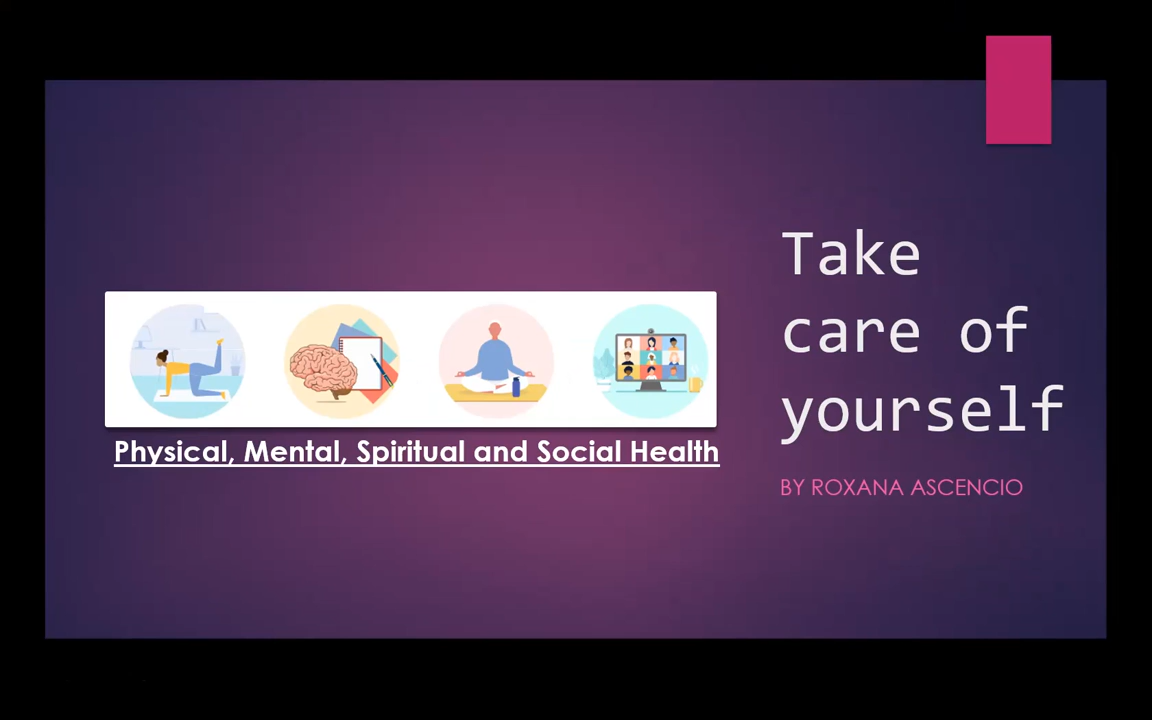 Take
care of
yourself
BY ROXANA ASCENCIO
Physical, Mental, Spiritual and Social Health